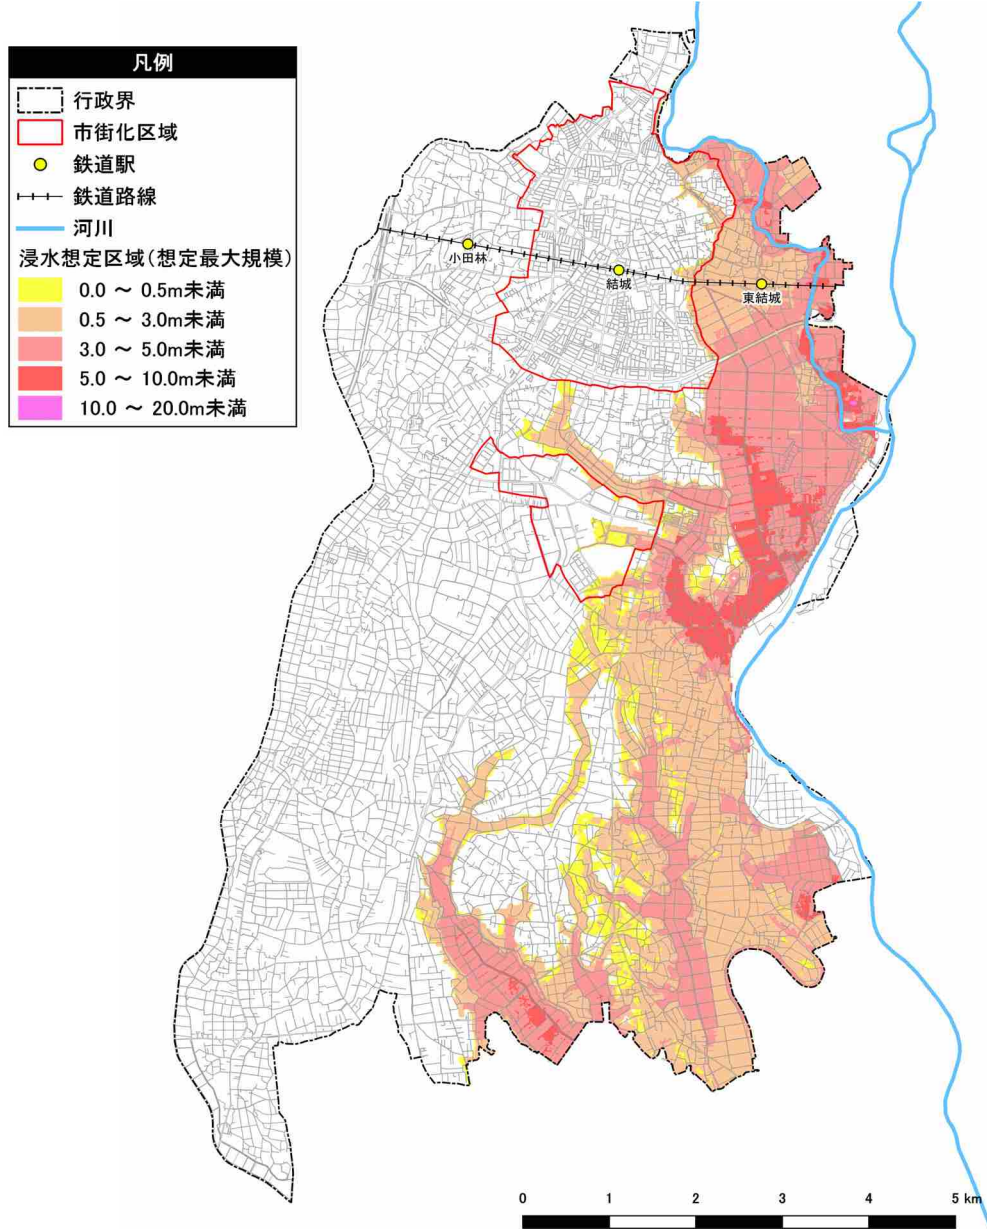 凡例
行政界
市街化区域
鉄道駅
鉄道路線
河川
浸水想定区域(想定最大規模)
0.0 ～ 0.5m未満
0.5 ～ 3.0m未満
3.0 ～ 5.0m未満
5.0 ～ 10.0m未満
10.0 ～ 20.0m未満
小田林
結城
東結城
0 1 2 3 4 5 km